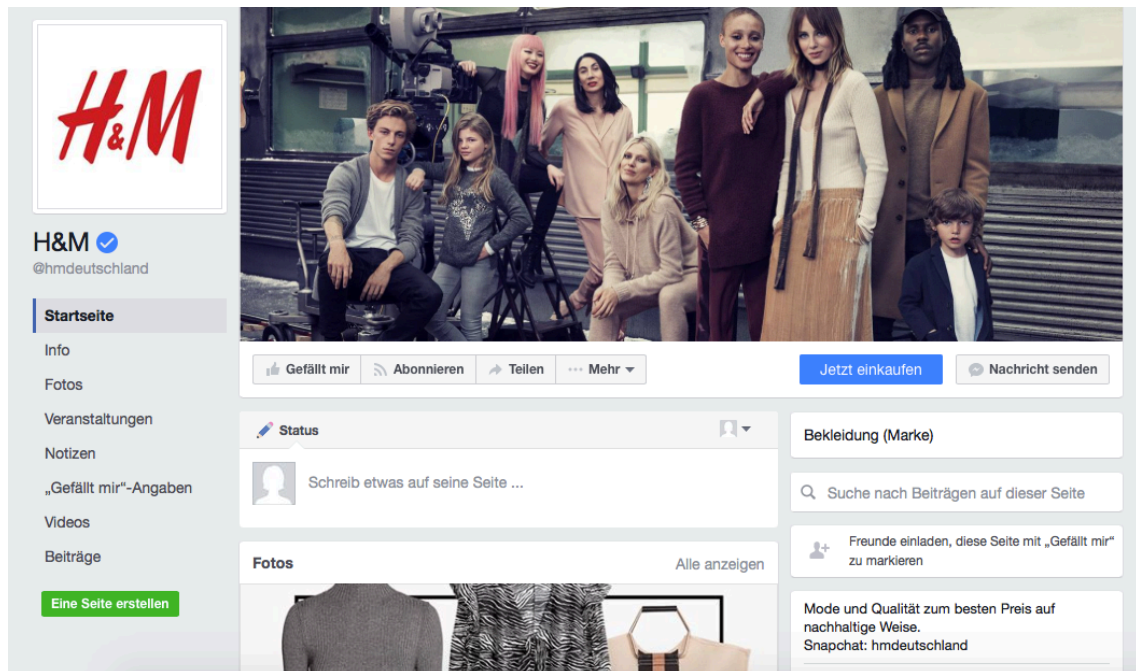 H&M
H&M
@hmdeutschland
Startseite
Info
Fotos
Veranstaltungen
Notizen
„Gefällt mir“-Angaben
Videos
Beiträge
Eine Seite erstellen
Gefällt mir
Abonnieren
Teilen
Mehr
Jetzt einkaufen
Nachricht senden
Status
Schreib etwas auf seine Seite ...
Fotos
Alle anzeigen
Bekleidung (Marke)
Suche nach Beiträgen auf dieser Seite
Freunde einladen, diese Seite mit „Gefällt mir“
zu markieren
Mode und Qualität zum besten Preis auf
nachhaltige Weise.
Snapchat: hmdeutschland